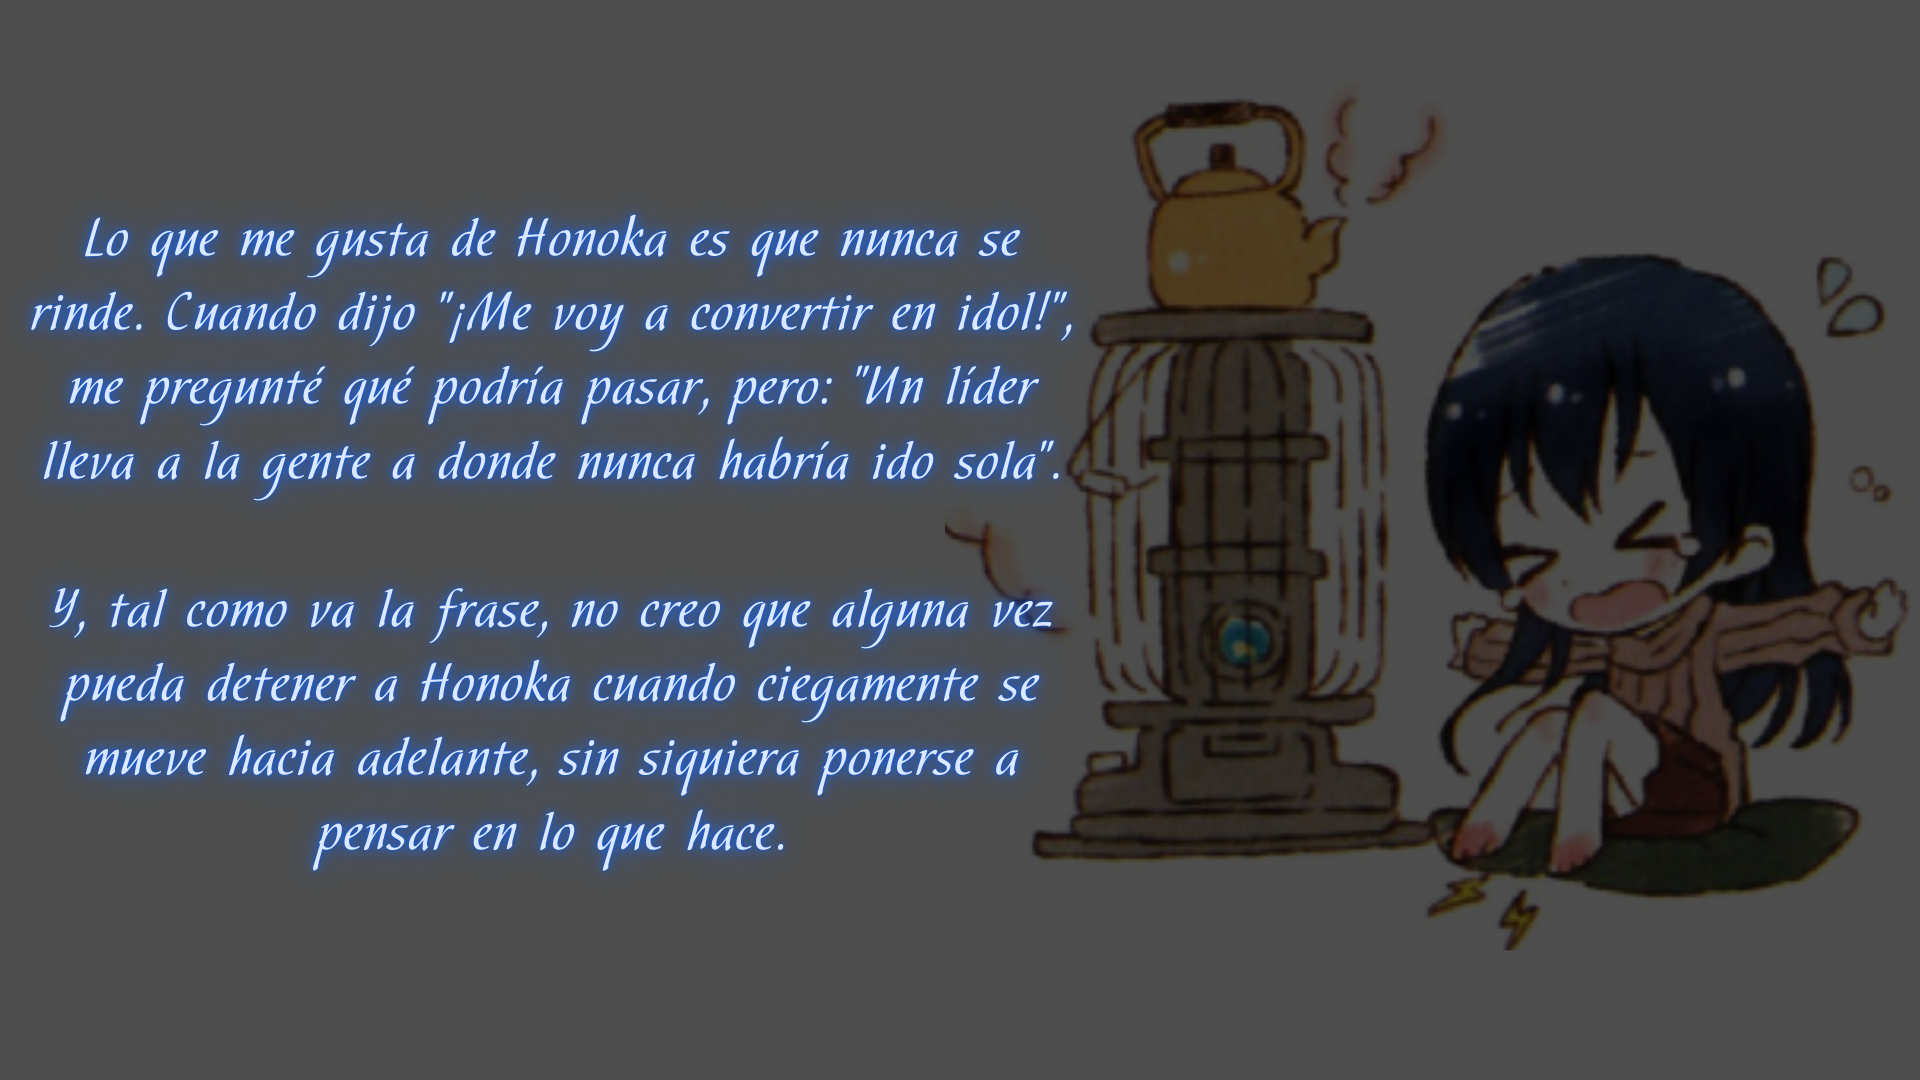 Lo que me gusta de Honoka es que nunca se
rinde. Cuando dijo "¡Me voy a convertir en idol!",
me pregunté qué podría pasar, pero: "Un líder
lleva a la gente a donde nunca habría ido sola".
Y, tal como va la frase, no creo que alguna vez
pueda detener a Honoka cuando ciegamente se
mueve hacia adelante, sin siquiera ponerse a
pensar en lo que hace.